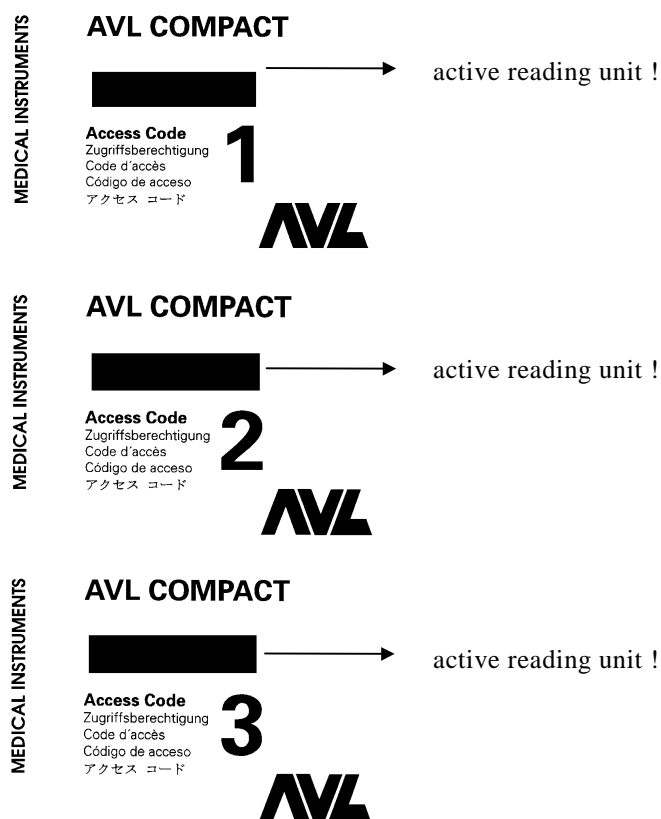 MEDICAL INSTRUMENTS
AVL COMPACT
active reading unit !
Access Code
1
Zugriffsberechtigung
Code d´accès
Código de acceso
アクセス コード
AVL
MEDICAL INSTRUMENTS
AVL COMPACT
active reading unit !
Access Code
2
Zugriffsberechtigung
Code d´accès
Código de acceso
アクセス コード
AVL
MEDICAL INSTRUMENTS
AVL COMPACT
active reading unit !
Access Code
3
Zugriffsberechtigung
Code d´accès
Código de acceso
アクセス コード
AVL